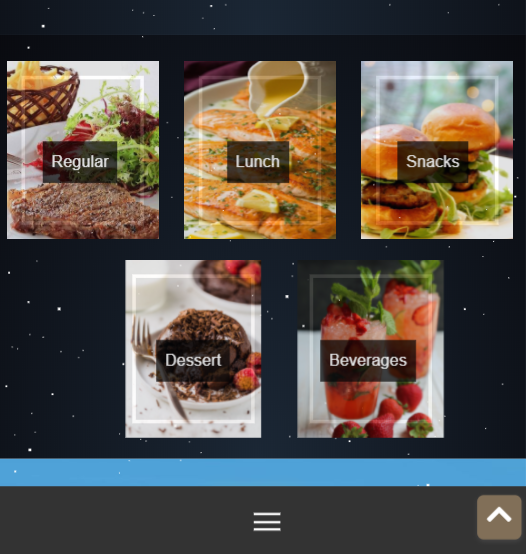 Regular
Lunch
Snacks
Dessert
Beverages